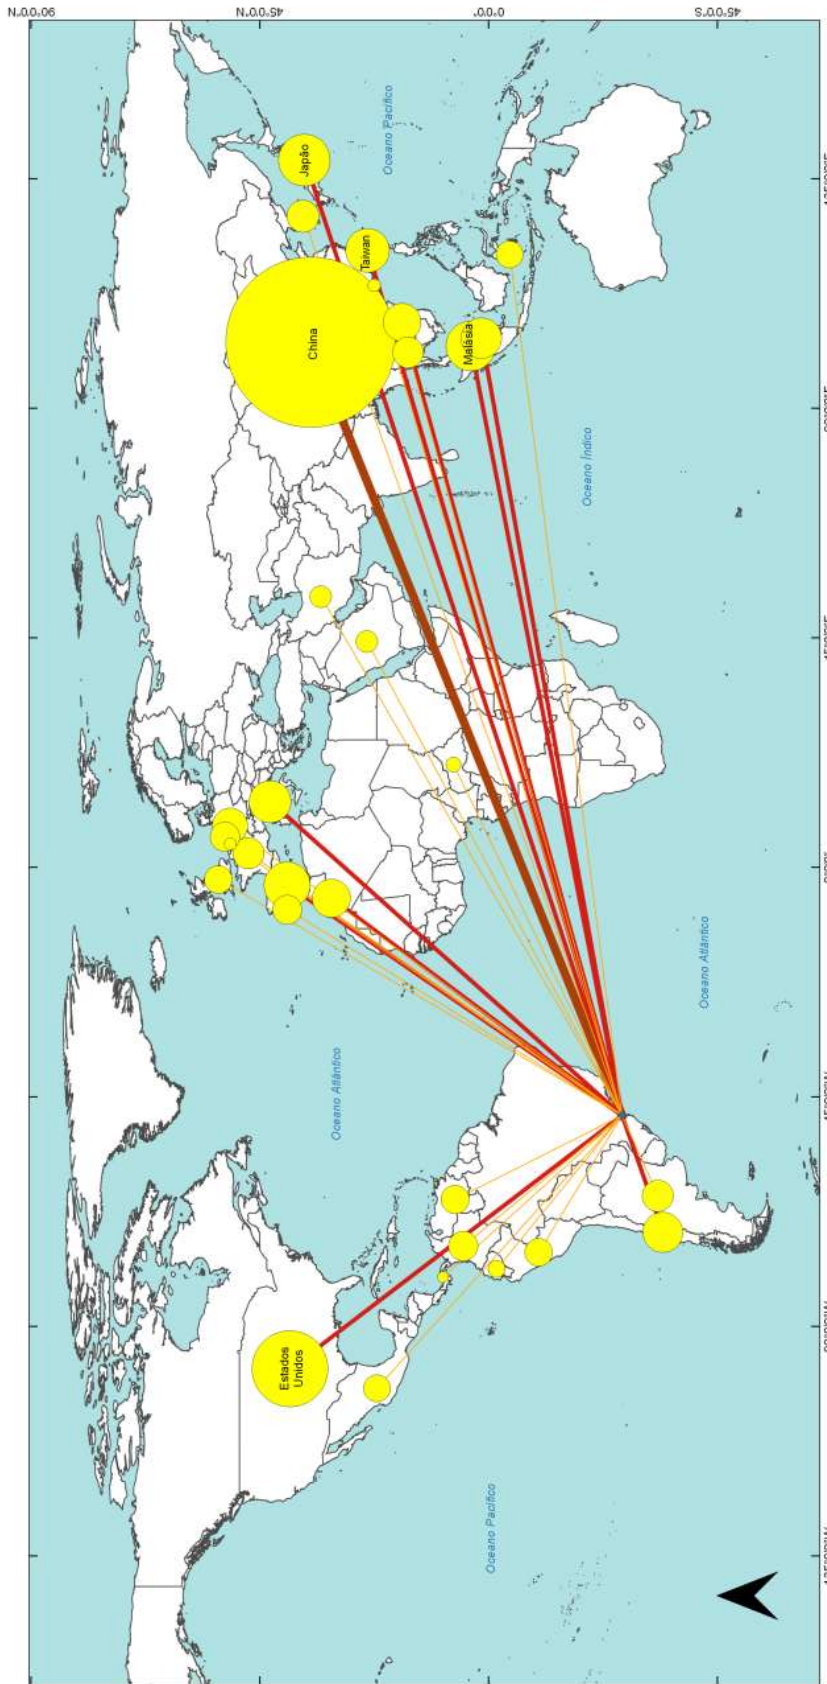 90°0'0"N
45°0'0"N
0°0'0"
45°0'0"S
Estados
Unidos
China
Japão
Oceano Atlântico
Taiwan
Oceano Pacífico
Malásia
Oceano Pacífico
Oceano Índico
Oceano Atlântico